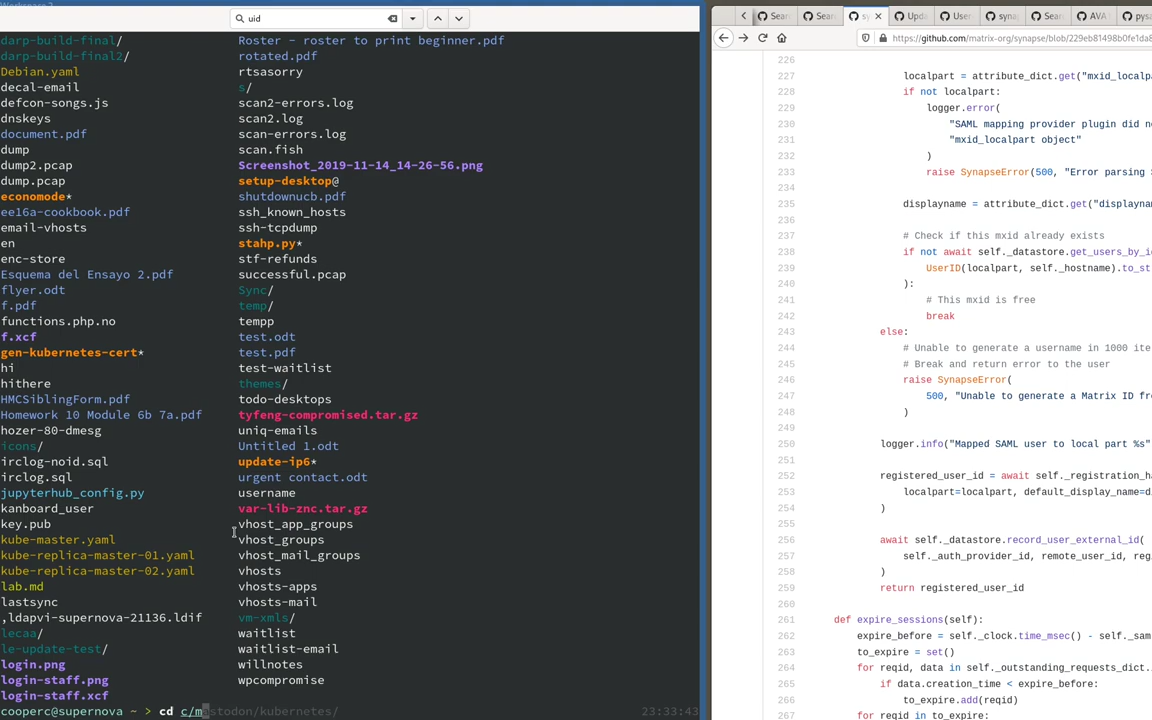 uid
darp-build-final/
darp-build-final2/
Debian.yaml
decal-email
defcon-songs.js
dnskeys
document.pdf
dump
dump2.pcap
dump.pcap
economode*
ee16a-cookbook.pdf
email-vhosts
en
enc-store
Esquema del Ensayo 2.pdf
flyer.odt
f.pdf
functions.php.no
f.xcf
gen-kubernetes-cert*
hi
hithere
HMCSiblingForm.pdf
Homework 10 Module 6b 7a.pdf
hozer-80-dmesg
icons/
irclog-noid.sql
irclog.sql
jupyterhub_config.py
kanboard_user
key.pub
kube-master.yaml
kube-replica-master-01.yaml
kube-replica-master-02.yaml
lab.md
lastsync
,ldapvi-supernova-21136.ldif
lecaa/
le-update-test/
login.png
login-staff.png
login-staff.xcf
Roster - roster to print beginner.pdf
rotated.pdf
rtsasorry
s/
scan2-errors.log
scan2.log
scan-errors.log
scan.fish
Screenshot_2019-11-14_14-26-56.png
setup-desktop@
shutdownucb.pdf
ssh_known_hosts
ssh-tcpdump
stahp.py*
stf-refunds
successful.pcap
Sync/
temp/
tempp
test.odt
test.pdf
test-waitlist
themes/
todo-desktops
tyfeng-compromised.tar.gz
uniq-emails
Untitled 1.odt
update-ip6*
urgent contact.odt
username
var-lib-znc.tar.gz
vhost_app_groups
vhost_groups
vhost_mail_groups
vhosts
vhosts-apps
vhosts-mail
vm-xmls/
waitlist
waitlist-email
willnotes
wpcompromise
cooperc@supernova ~ > cd c/mastodon/kubernetes/ 23:33:43
Sear
Sear
sy
Upda
User
syna
Sear
AVA
pysa
https://github.com/matrix-org/synapse/blob/229eb81498b0fe1da8
226
227 localpart = attribute_dict.get("mxid_localpa
228 if not localpart:
229 logger.error(
230 "SAML mapping provider plugin did no
231 "mxid_localpart object"
232 )
233 raise SynapseError(500, "Error parsing S
234
235 displayname = attribute_dict.get("displaynam
236
237 # Check if this mxid already exists
238 if not await self._datastore.get_users_by_id
239 UserID(localpart, self._hostname).to_st
240 ):
241 # This mxid is free
242 break
243 else:
244 # Unable to generate a username in 1000 ite
245 # Break and return error to the user
246 raise SynapseError(
247 500, "Unable to generate a Matrix ID fr
248 )
249
250 logger.info("Mapped SAML user to local part %s"
251
252 registered_user_id = await self._registration_ha
253 localpart=localpart, default_display_name=d
254 )
255
256 await self._datastore.record_user_external_id(
257 self._auth_provider_id, remote_user_id, reg
258 )
259 return registered_user_id
260
261 def expire_sessions(self):
262 expire_before = self._clock.time_msec() - self._sam
263 to_expire = set()
264 for reqid, data in self._outstanding_requests_dict.
265 if data.creation_time < expire_before:
266 to_expire.add(reqid)
267 for reqid in to_expire: